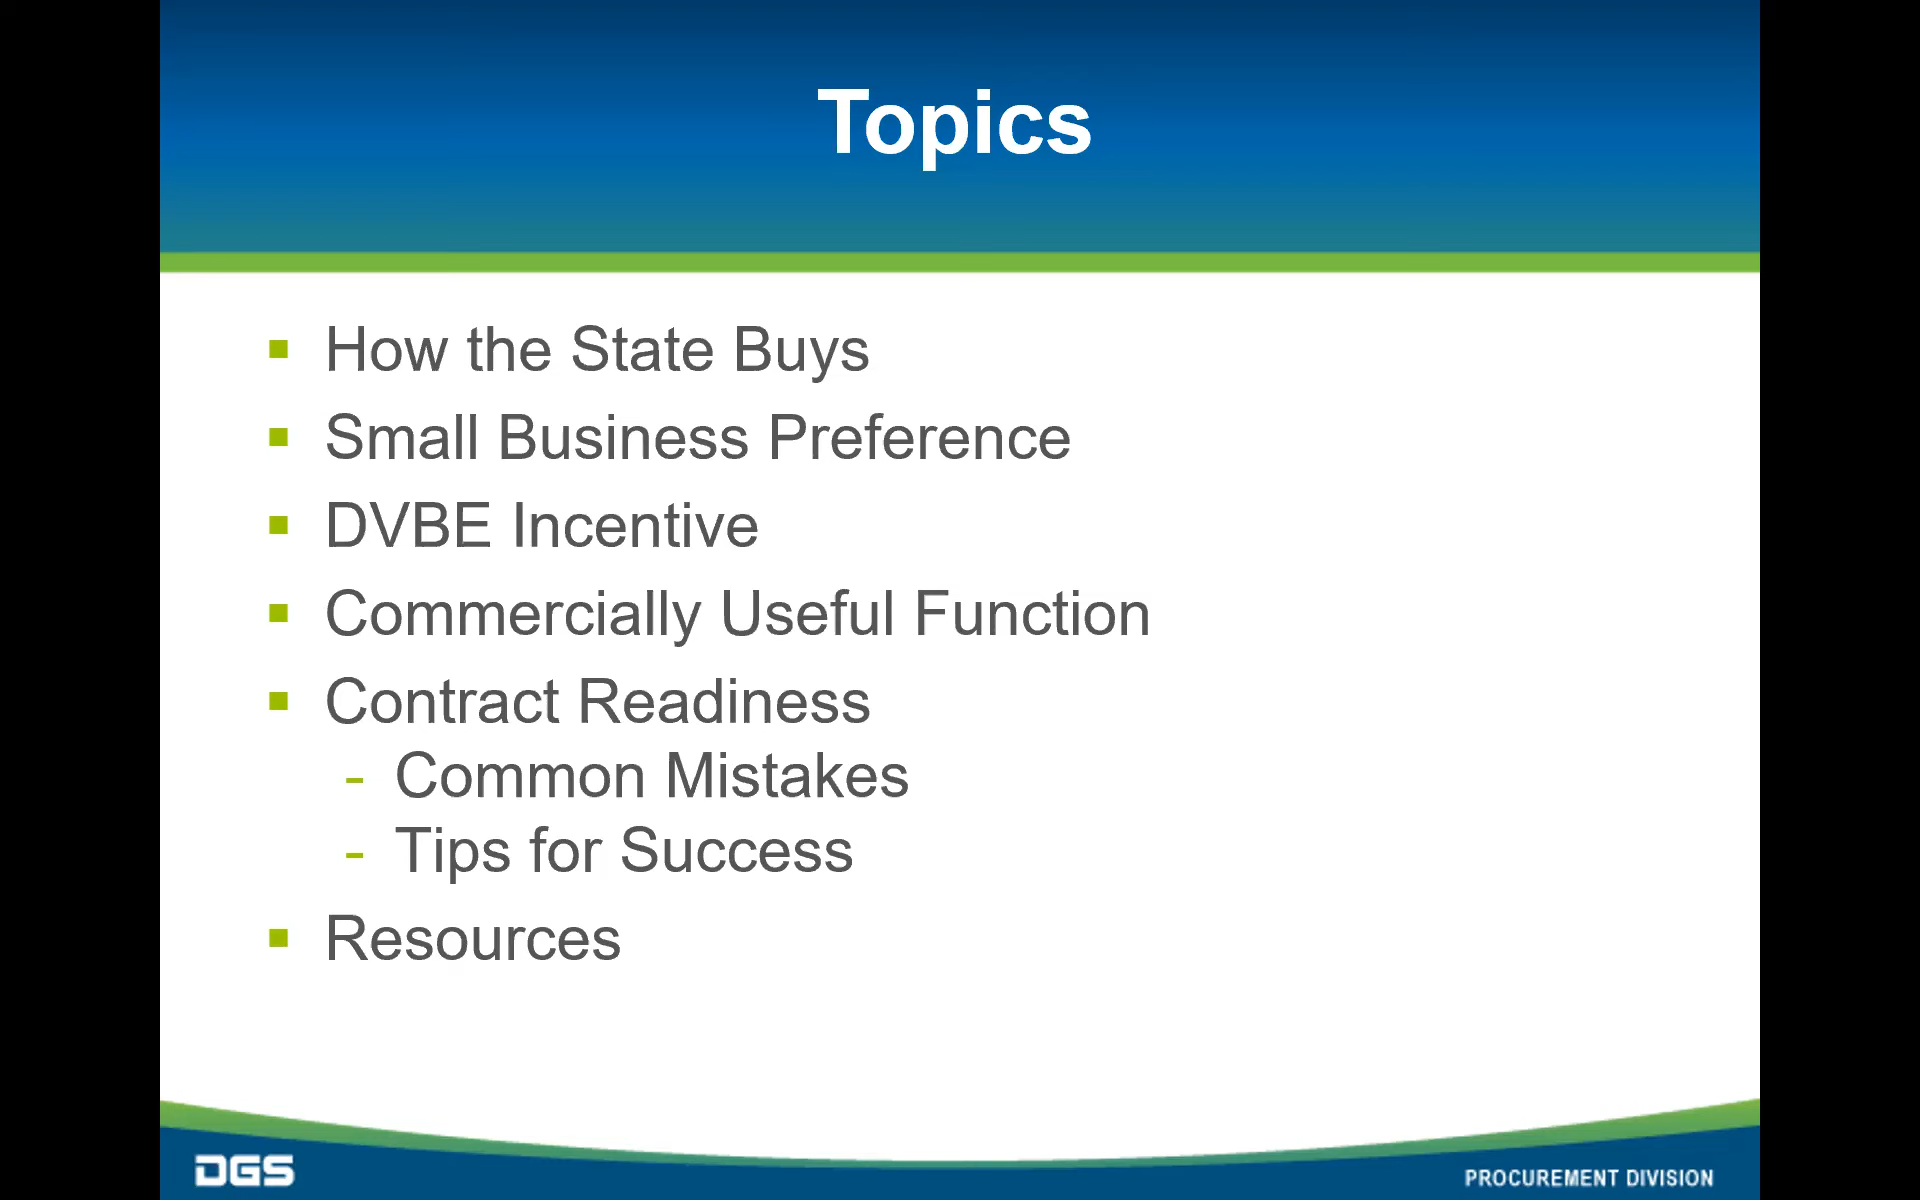 Topics
▪ How the State Buys
▪ Small Business Preference
▪ DVBE Incentive
▪ Commercially Useful Function
▪ Contract Readiness
- Common Mistakes
- Tips for Success
▪ Resources
DGS
PROCUREMENT DIVISION